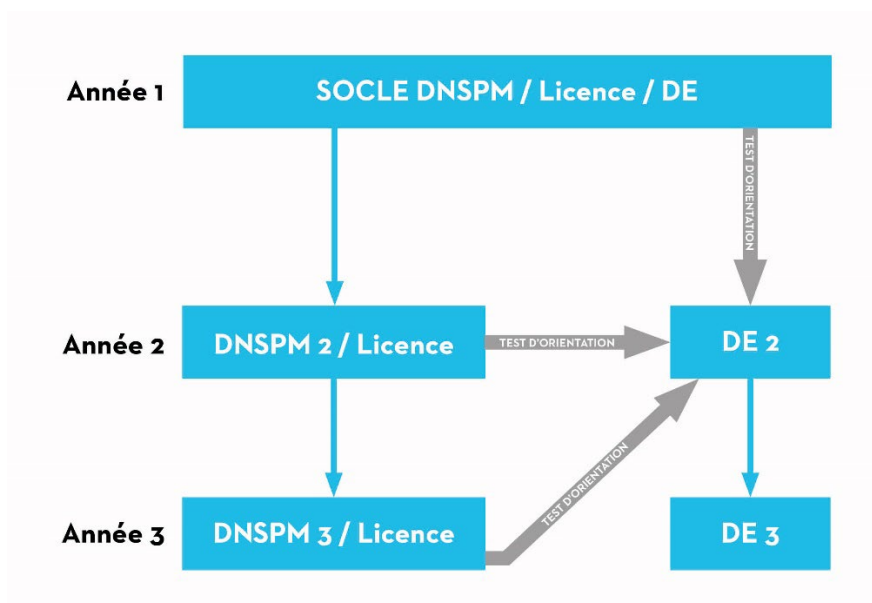 Année 1
SOCLE DNSPM / Licence / DE
TEST D'ORIENTATION
Année 2
DNSPM 2 / Licence
TEST D'ORIENTATION
DE 2
TEST D'ORIENTATION
Année 3
DNSPM 3 / Licence
DE 3